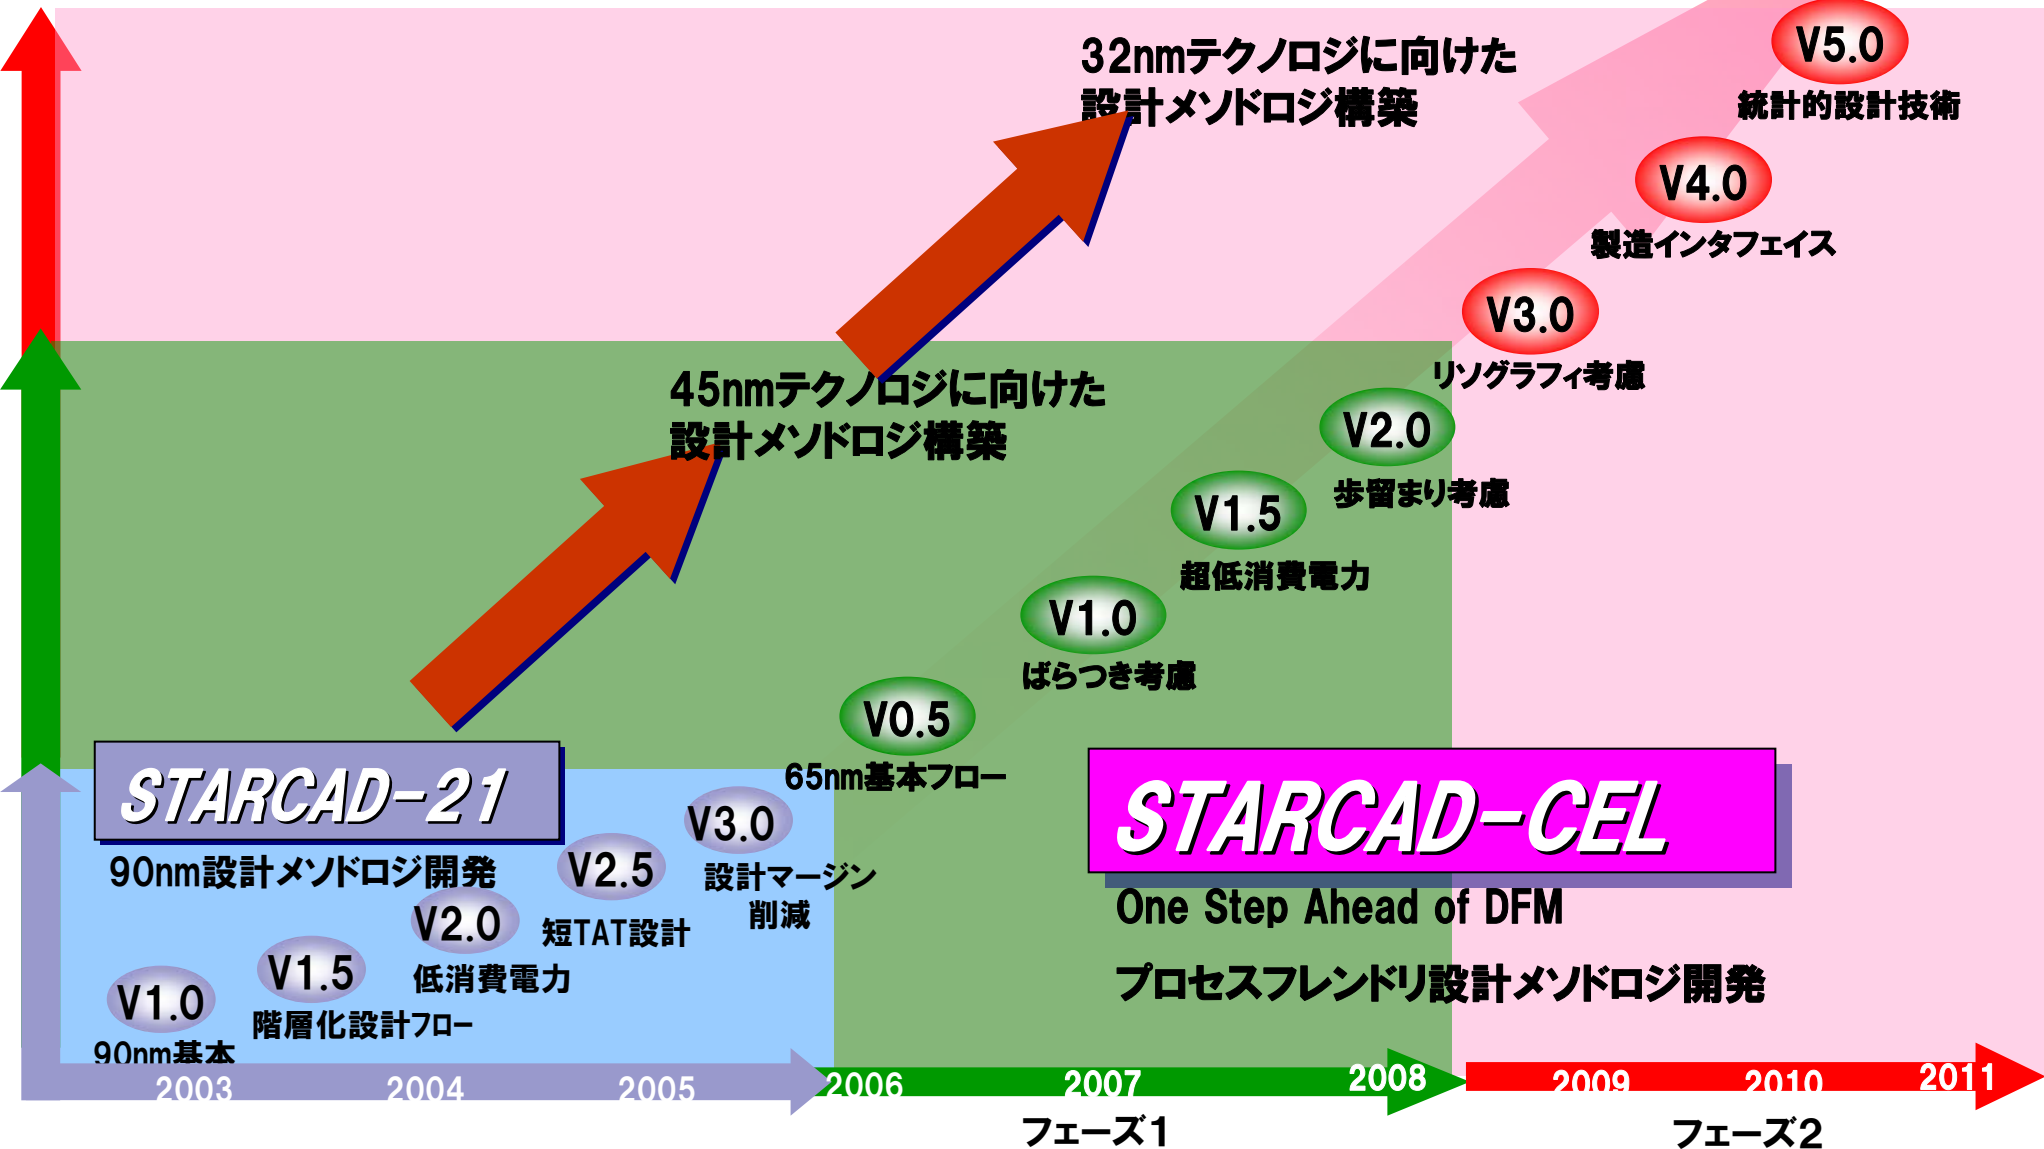 32nmテクノロジに向けた
設計メソドロジ構築
V5.0
統計的設計技術
V4.0
製造インタフェイス
V3.0
リソグラフィ考慮
45nmテクノロジに向けた
設計メソドロジ構築
V2.0
歩留まり考慮
V1.5
超低消費電力
V1.0
ばらつき考慮
V0.5
65nm基本フロー
STARCAD-21
90nm設計メソドロジ開発
V3.0
設計マージン
削減
V2.5
短TAT設計
V2.0
低消費電力
V1.5
階層化設計フロー
V1.0
90nm基本
STARCAD-CEL
One Step Ahead of DFM
プロセスフレンドリ設計メソドロジ開発
2003 2004 2005 2006 2007 2008 2009 2010 2011
フェーズ1
フェーズ2